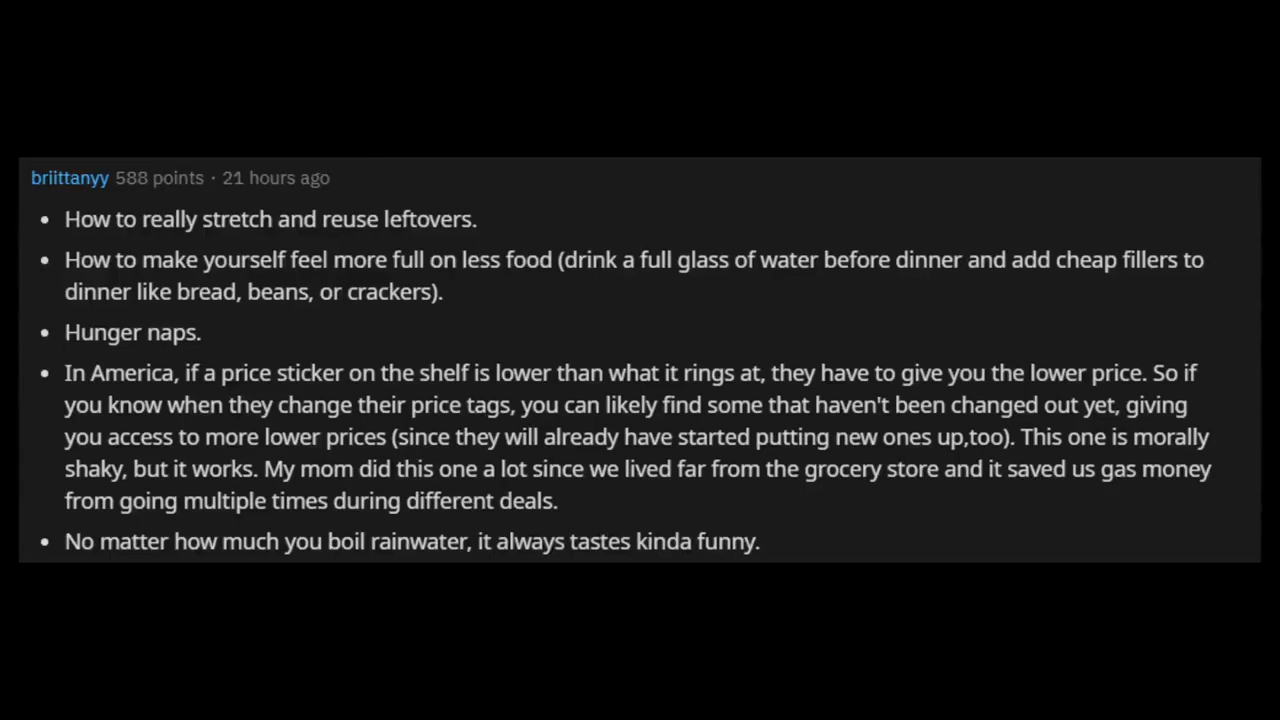 briittanyy 588 points · 21 hours ago
• How to really stretch and reuse leftovers.
• How to make yourself feel more full on less food (drink a full glass of water before dinner and add cheap fillers to
dinner like bread, beans, or crackers).
• Hunger naps.
• In America, if a price sticker on the shelf is lower than what it rings at, they have to give you the lower price. So if
you know when they change their price tags, you can likely find some that haven't been changed out yet, giving
you access to more lower prices (since they will already have started putting new ones up,too). This one is morally
shaky, but it works. My mom did this one a lot since we lived far from the grocery store and it saved us gas money
from going multiple times during different deals.
• No matter how much you boil rainwater, it always tastes kinda funny.